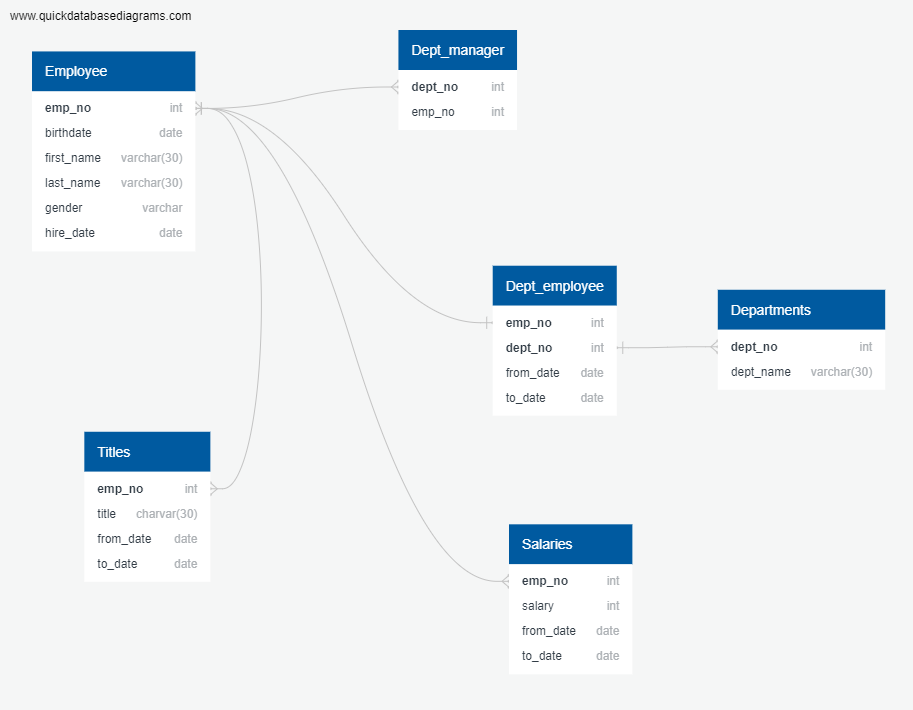 www.quickdatabasediagrams.com
Employee
emp_no int
birthdate date
first_name varchar(30)
last_name varchar(30)
gender varchar
hire_date date
Dept_manager
dept_no int
emp_no int
Dept_employee
emp_no int
dept_no int
from_date date
to_date date
Departments
dept_no int
dept_name varchar(30)
Titles
emp_no int
title charvar(30)
from_date date
to_date date
Salaries
emp_no int
salary int
from_date date
to_date date